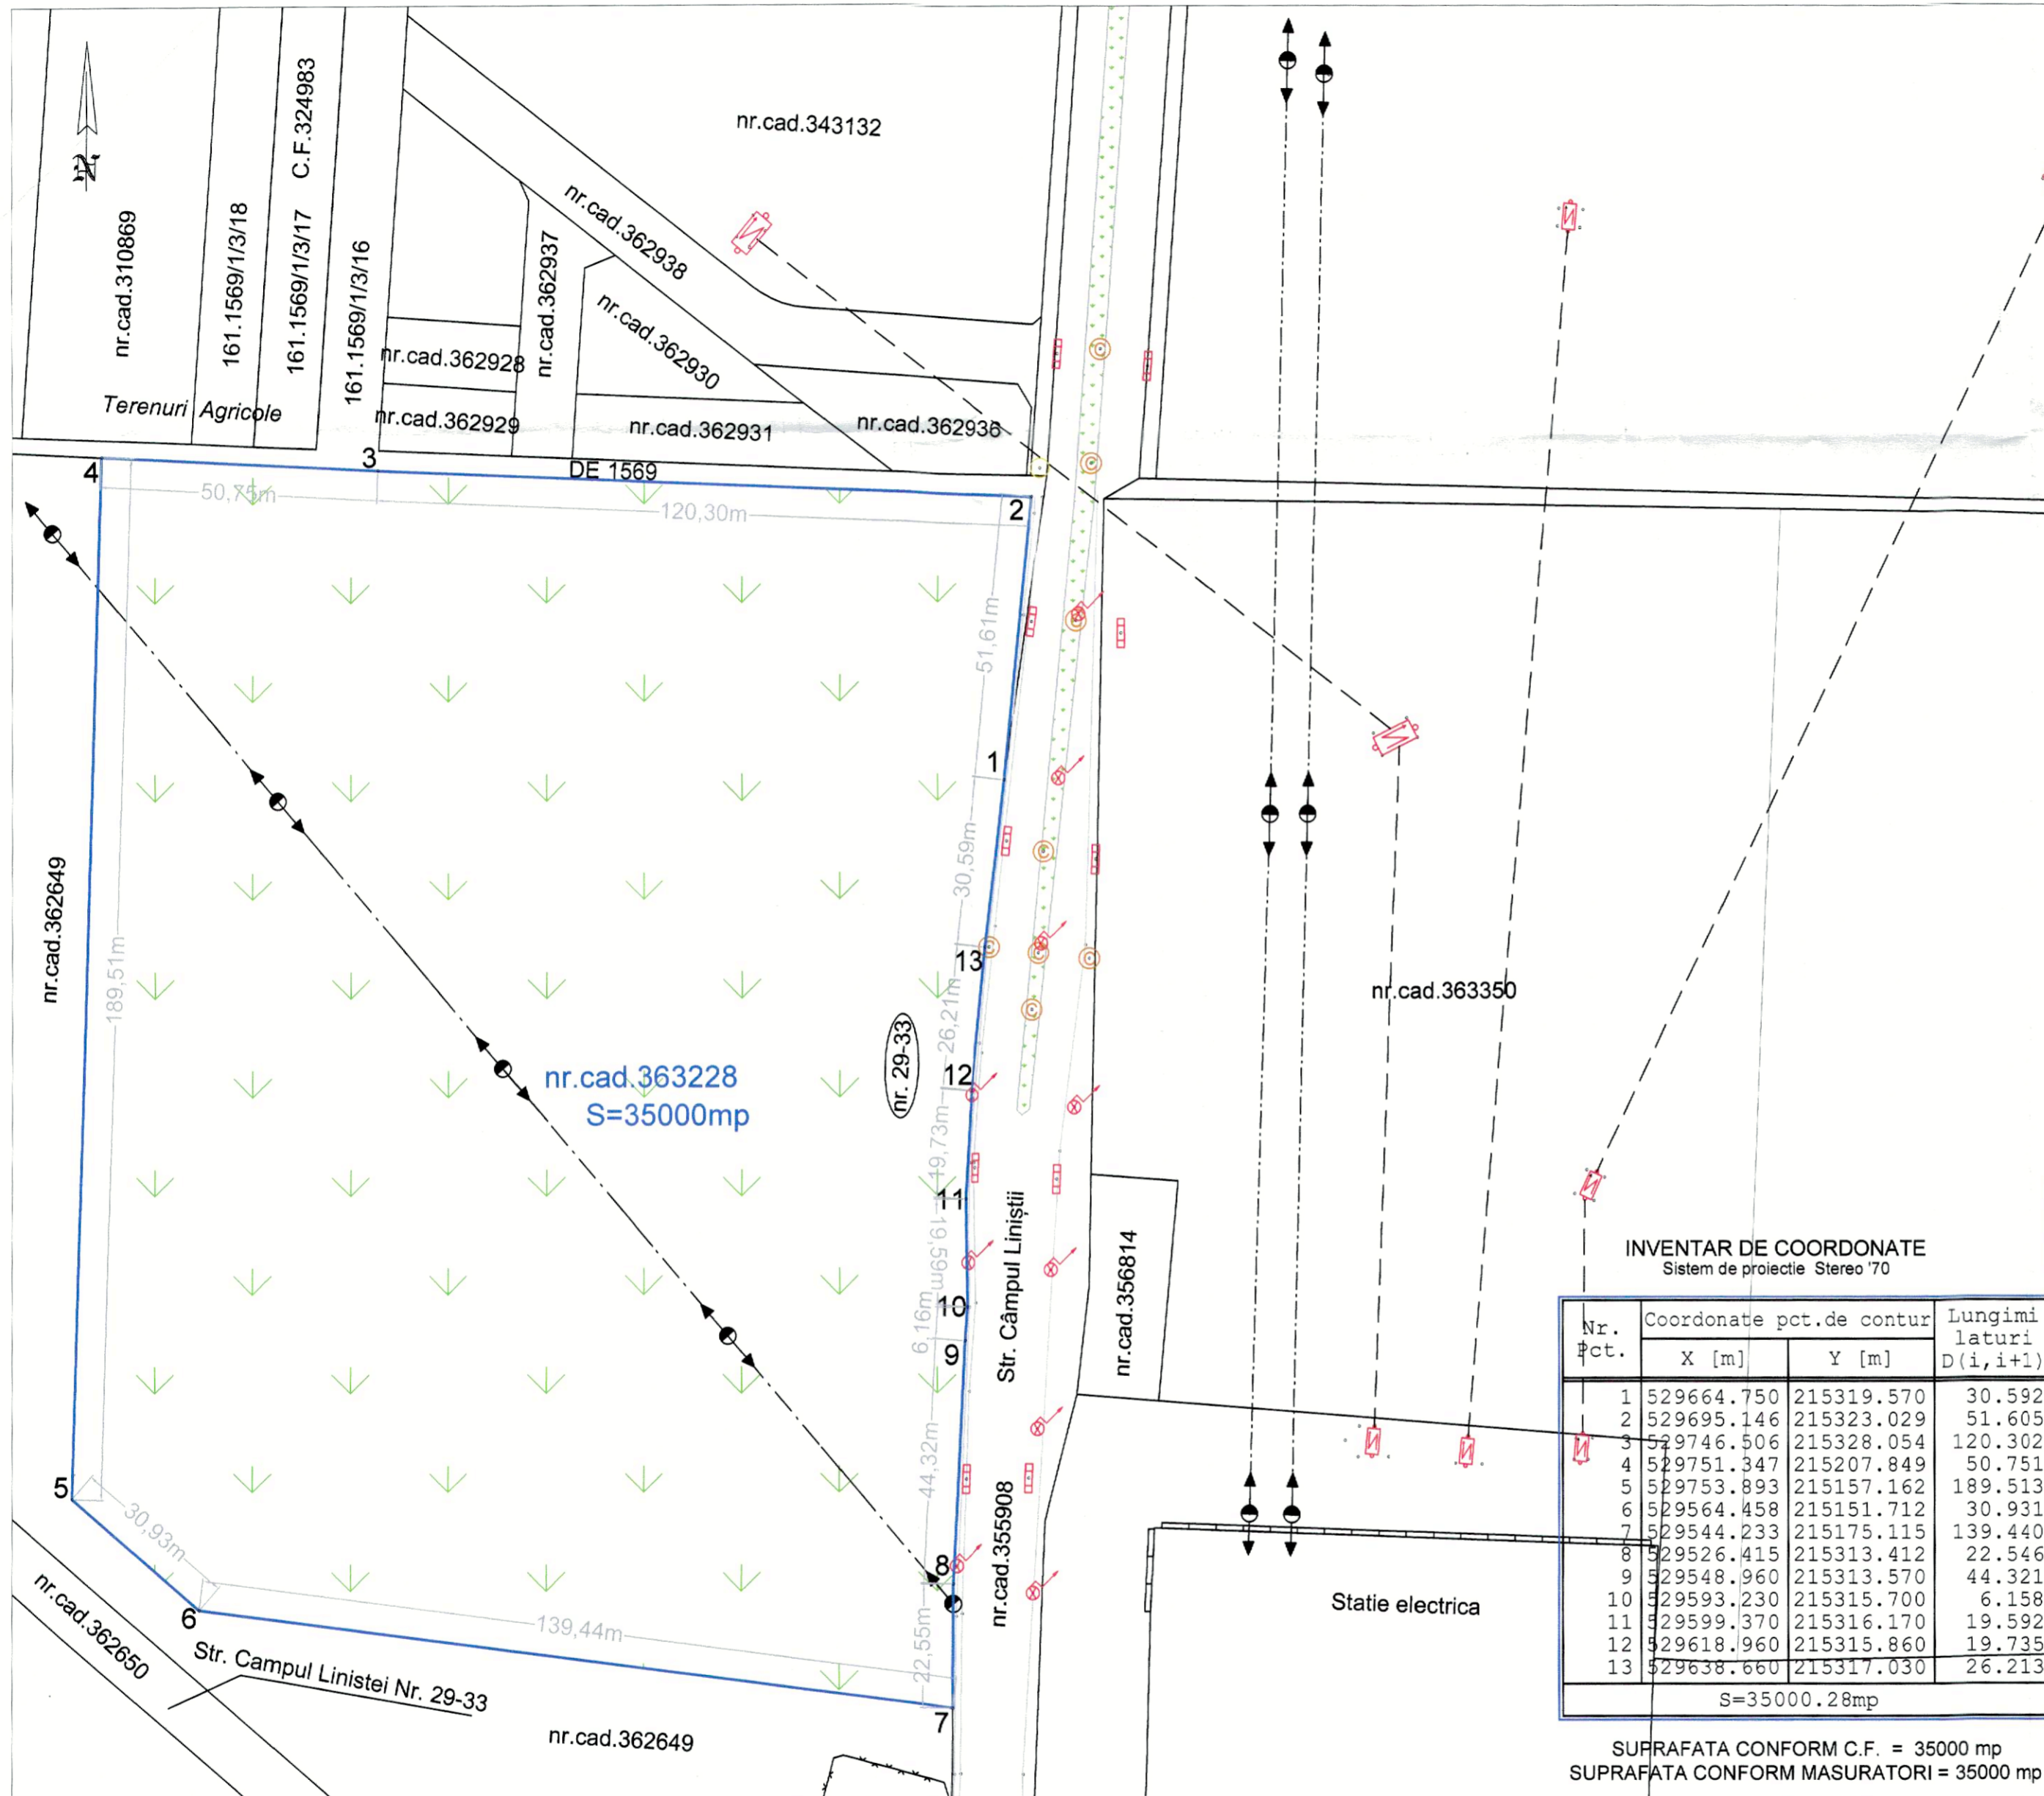 N
nr.cad.310869
161.1569/1/3/18
161.1569/1/3/17 C.F.324983
161.1569/1/3/16
Terenuri Agricole
nr.cad.343132
nr.cad.362938
nr.cad.362937
nr.cad.362930
nr.cad.362928
nr.cad.362929
nr.cad.362931
DE 1569
4
3
2
50,75m
120,30m
51,61m
1
30,59m
13
26,21m
12
19,73m
11
19,59m
10
6,16m
9
44,32m
8
22,55m
7
139,44m
6
30,93m
5
189,51m
nr.cad.362649
nr.cad.363228
S=35000mp
nr. 29-33
Str. Câmpul Liniștii
nr.cad.355908
nr.cad.356814
nr.cad.363350
Statie electrica
nr.cad.362650
Str. Campul Linistei Nr. 29-33
nr.cad.362649
INVENTAR DE COORDONATE
Sistem de proiectie Stereo '70
Nr. Pct. Coordonate pct.de contur Lungimi laturi D(i,i+1)
X [m] Y [m]
1 529664.750 215319.570 30.592
2 529695.146 215323.029 51.605
3 529746.506 215328.054 120.302
4 529751.347 215207.849 50.751
5 529753.893 215157.162 189.513
6 529564.458 215151.712 30.931
7 529544.233 215175.115 139.440
8 529526.415 215313.412 22.546
9 529548.960 215313.570 44.321
10 529593.230 215315.700 6.158
11 529599.370 215316.170 19.592
12 529618.960 215315.860 19.735
13 529638.660 215317.030 26.213
S=35000.28mp
SUPRAFATA CONFORM C.F. = 35000 mp
SUPRAFATA CONFORM MASURATORI = 35000 mp